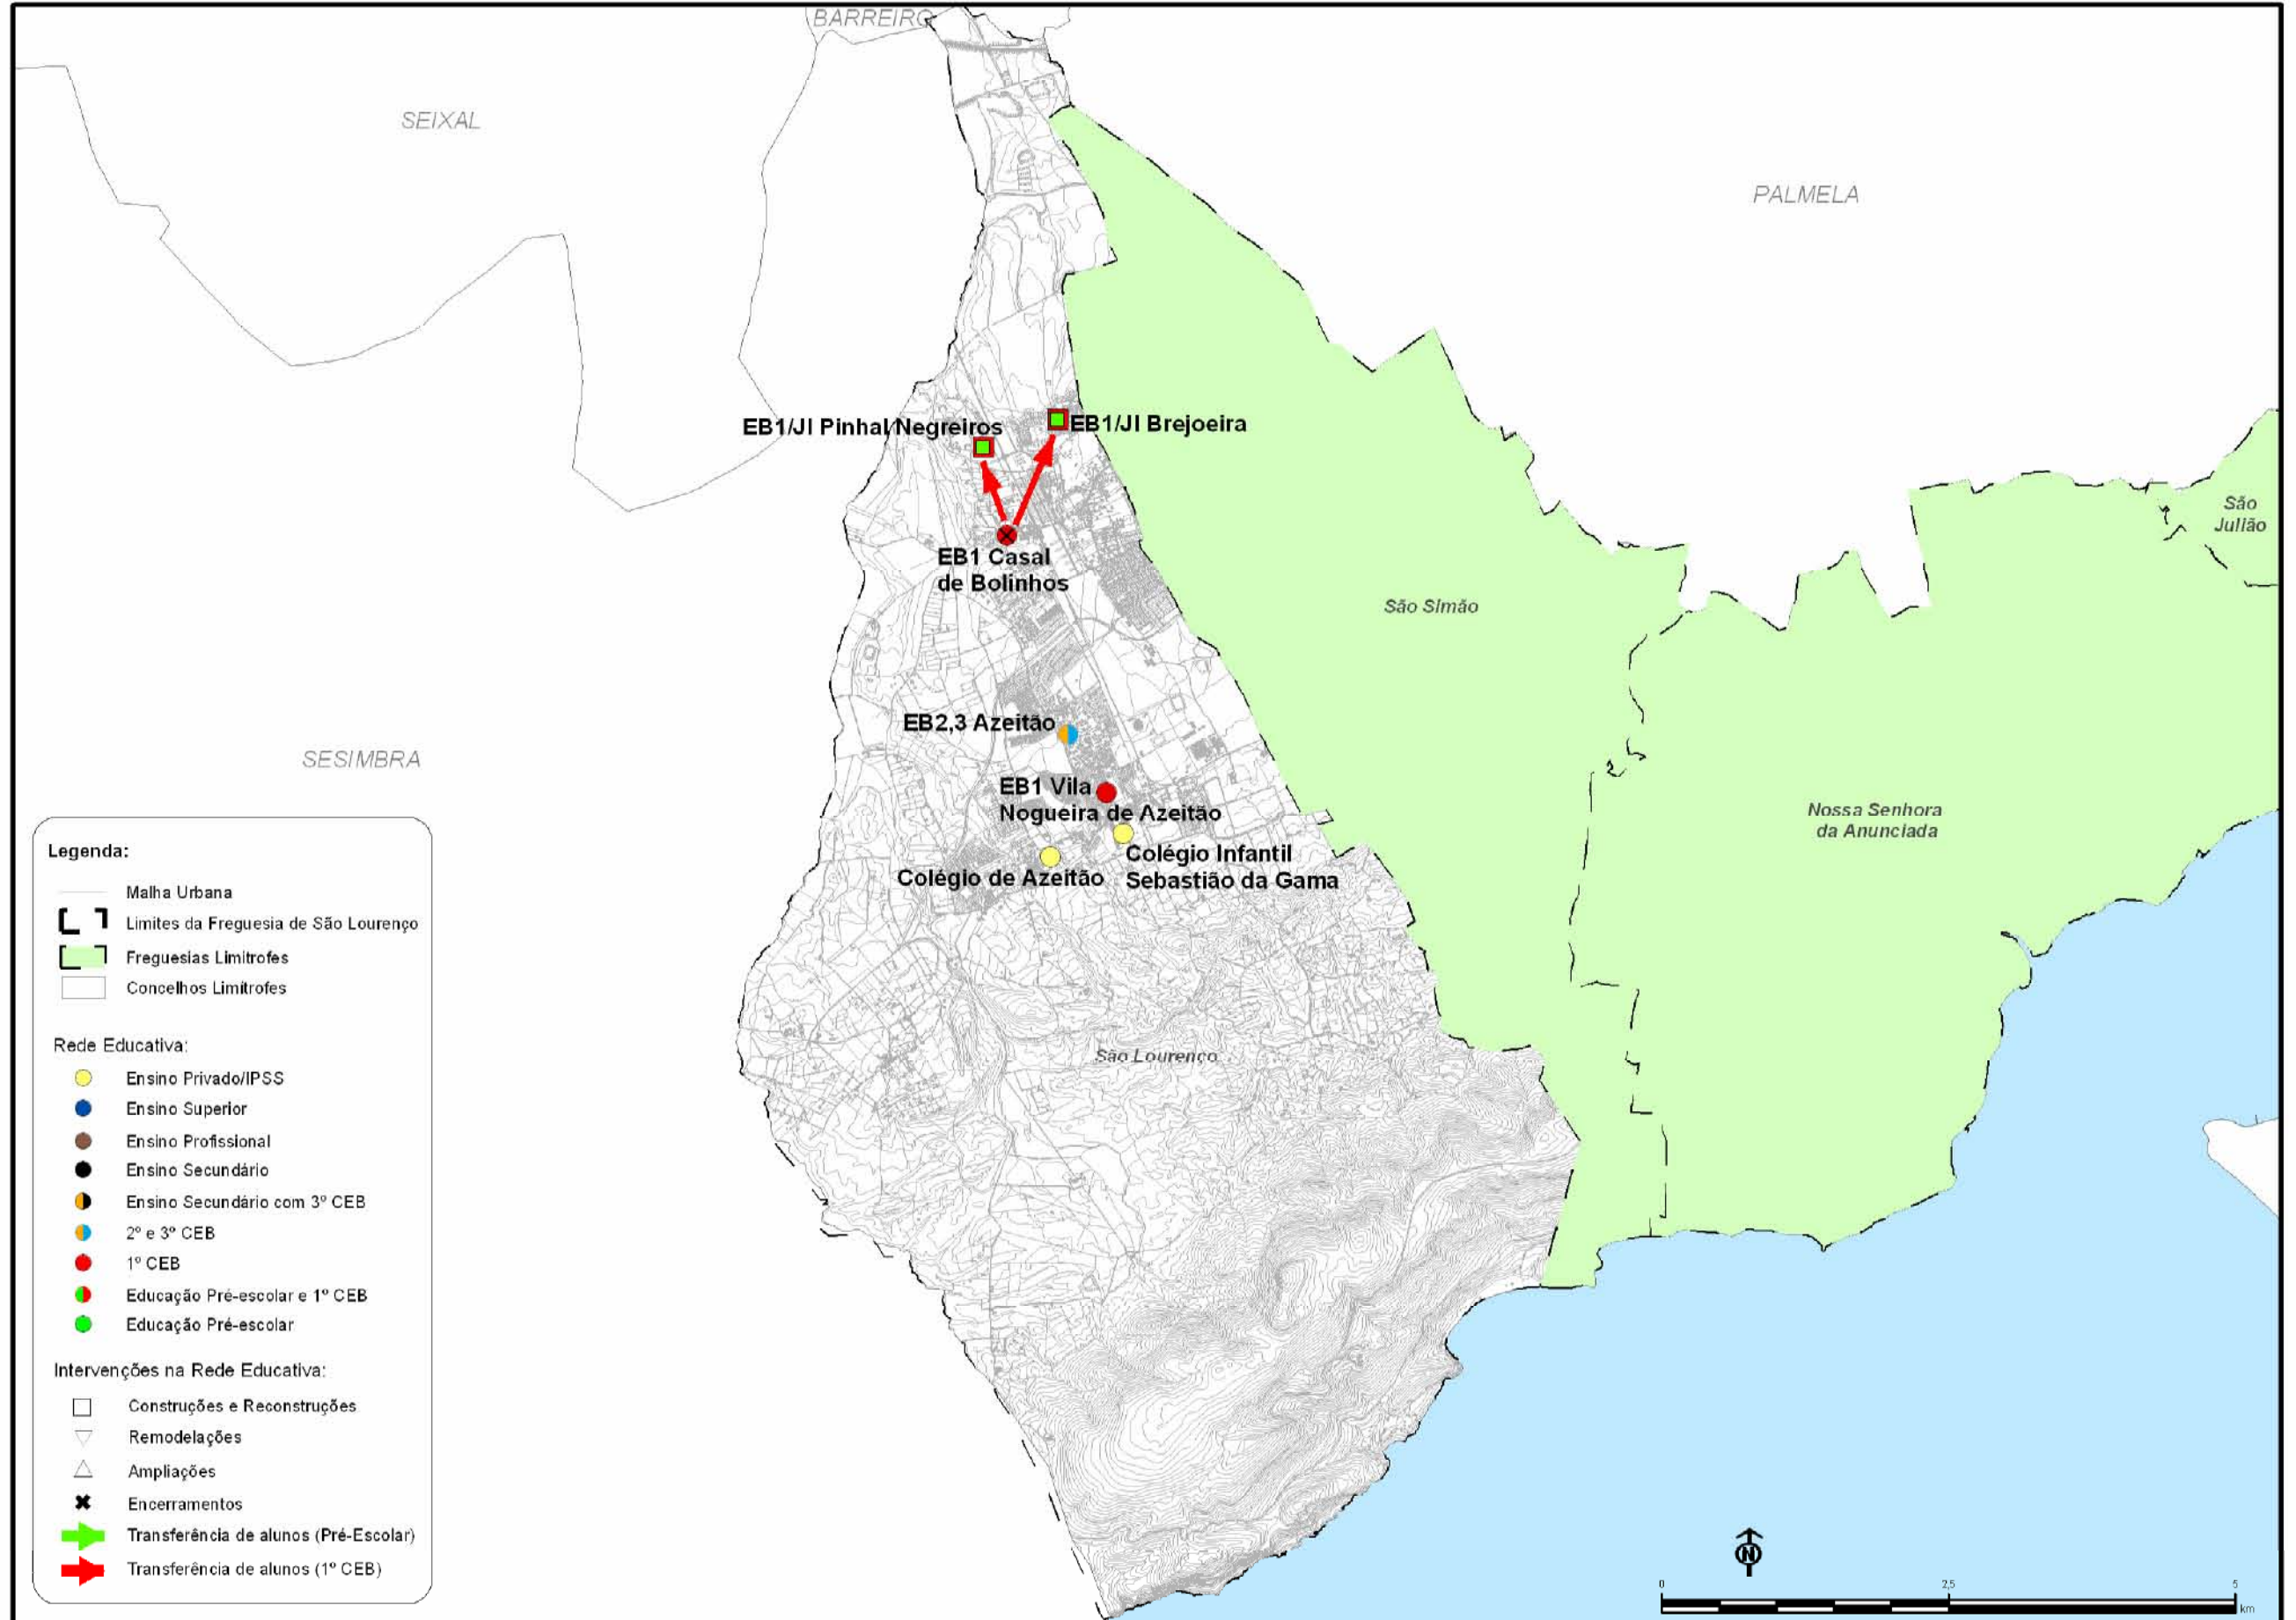 BARREIRO
SEIXAL
PALMELA
EB1/JI Pinhal Negreiros
EB1/JI Brejoeira
São
Julião
EB1 Casal
de Bolinhos
São Simão
EB2,3 Azeitão
SESIMBRA
EB1 Vila
Nogueira de Azeitão
Nossa Senhora
da Anunciada
Colégio Infantil
Sebastião da Gama
Colégio de Azeitão
São Lourenço
Legenda:
Malha Urbana
Limites da Freguesia de São Lourenço
Freguesias Limítrofes
Concelhos Limítrofes
Rede Educativa:
Ensino Privado/IPSS
Ensino Superior
Ensino Profissional
Ensino Secundário
Ensino Secundário com 3º CEB
2º e 3º CEB
1º CEB
Educação Pré-escolar e 1º CEB
Educação Pré-escolar
Intervenções na Rede Educativa:
Construções e Reconstruções
Remodelações
Ampliações
Encerramentos
Transferência de alunos (Pré-Escolar)
Transferência de alunos (1º CEB)
N
0 2,5 5
km